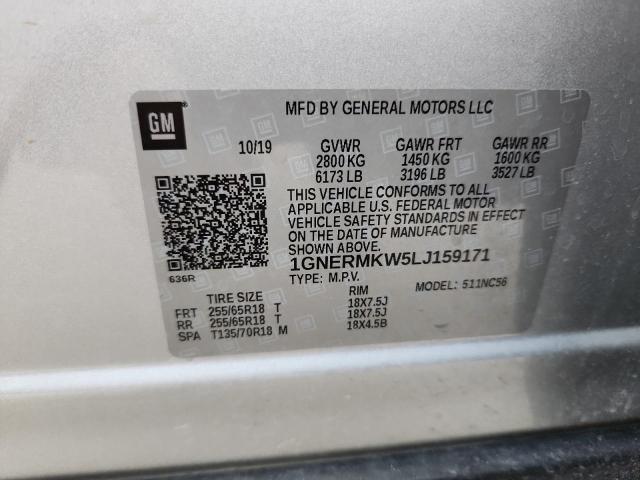 GM
MFD BY GENERAL MOTORS LLC
10/19 GVWR GAWR FRT GAWR RR
2800 KG 1450 KG 1600 KG
6173 LB 3196 LB 3527 LB
THIS VEHICLE CONFORMS TO ALL
APPLICABLE U.S. FEDERAL MOTOR
VEHICLE SAFETY STANDARDS IN EFFECT
ON THE DATE OF MANUFACTURE
SHOWN ABOVE.
1GNERMKW5LJ159171
636R
TYPE: M.P.V. MODEL: 511NC56
TIRE SIZE RIM
FRT 255/65R18 T 18X7.5J
RR 255/65R18 T 18X7.5J
SPA T135/70R18 M 18X4.5B